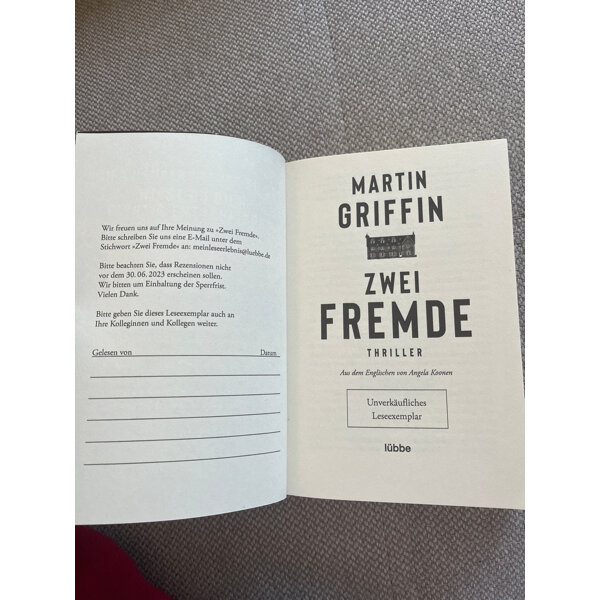 Wir freuen uns auf Ihre Meinung zu »Zwei Fremde«.
Bitte schreiben Sie uns eine E-Mail unter dem
Stichwort »Zwei Fremde« an: meinleseerlebnis@luebbe.de
Bitte beachten Sie, dass Rezensionen nicht
vor dem 30. 06. 2023 erscheinen sollen.
Wir bitten um Einhaltung der Sperrfrist.
Vielen Dank.
Bitte geben Sie dieses Leseexemplar auch an
Ihre Kolleginnen und Kollegen weiter.
Gelesen von Datum
MARTIN
GRIFFIN
ZWEI
FREMDE
THRILLER
Aus dem Englischen von Angela Koonen
Unverkäufliches
Leseexemplar
lübbe